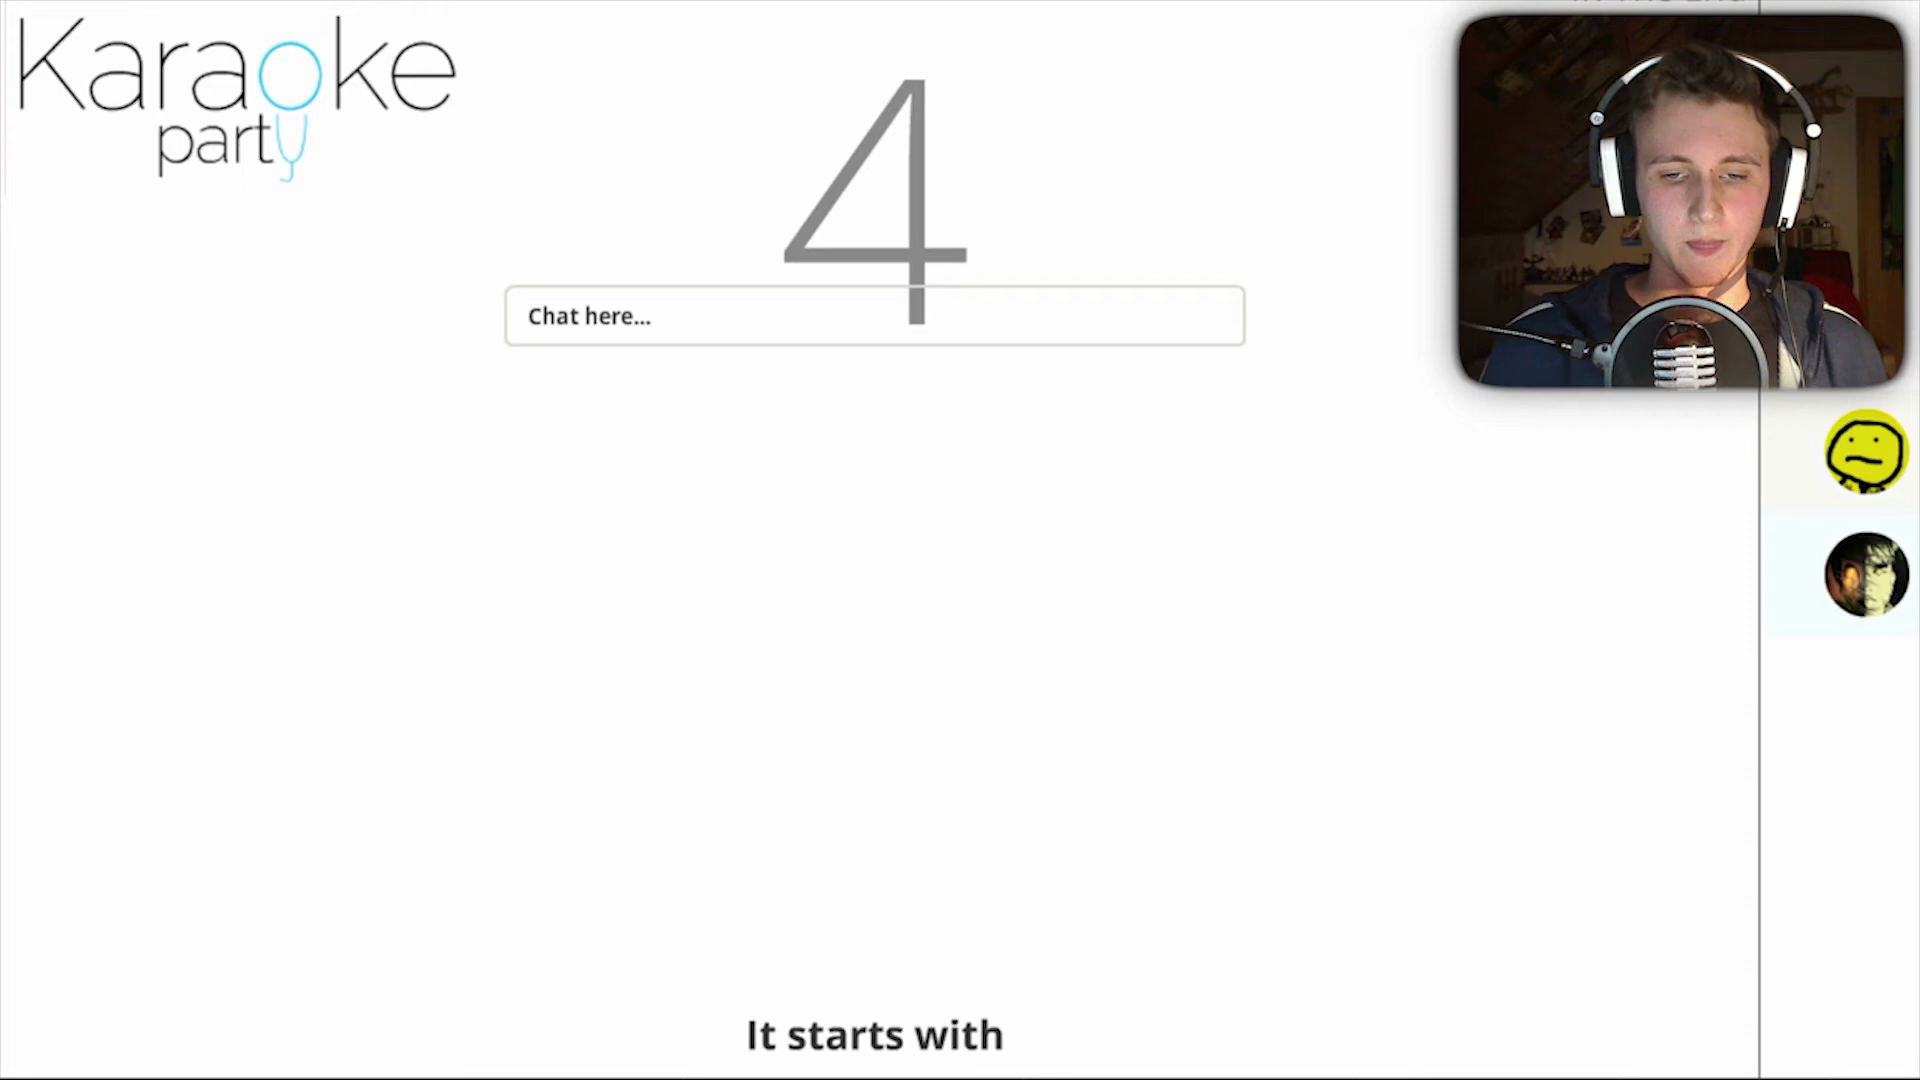 Karaoke
party
4
Chat here...
It starts with